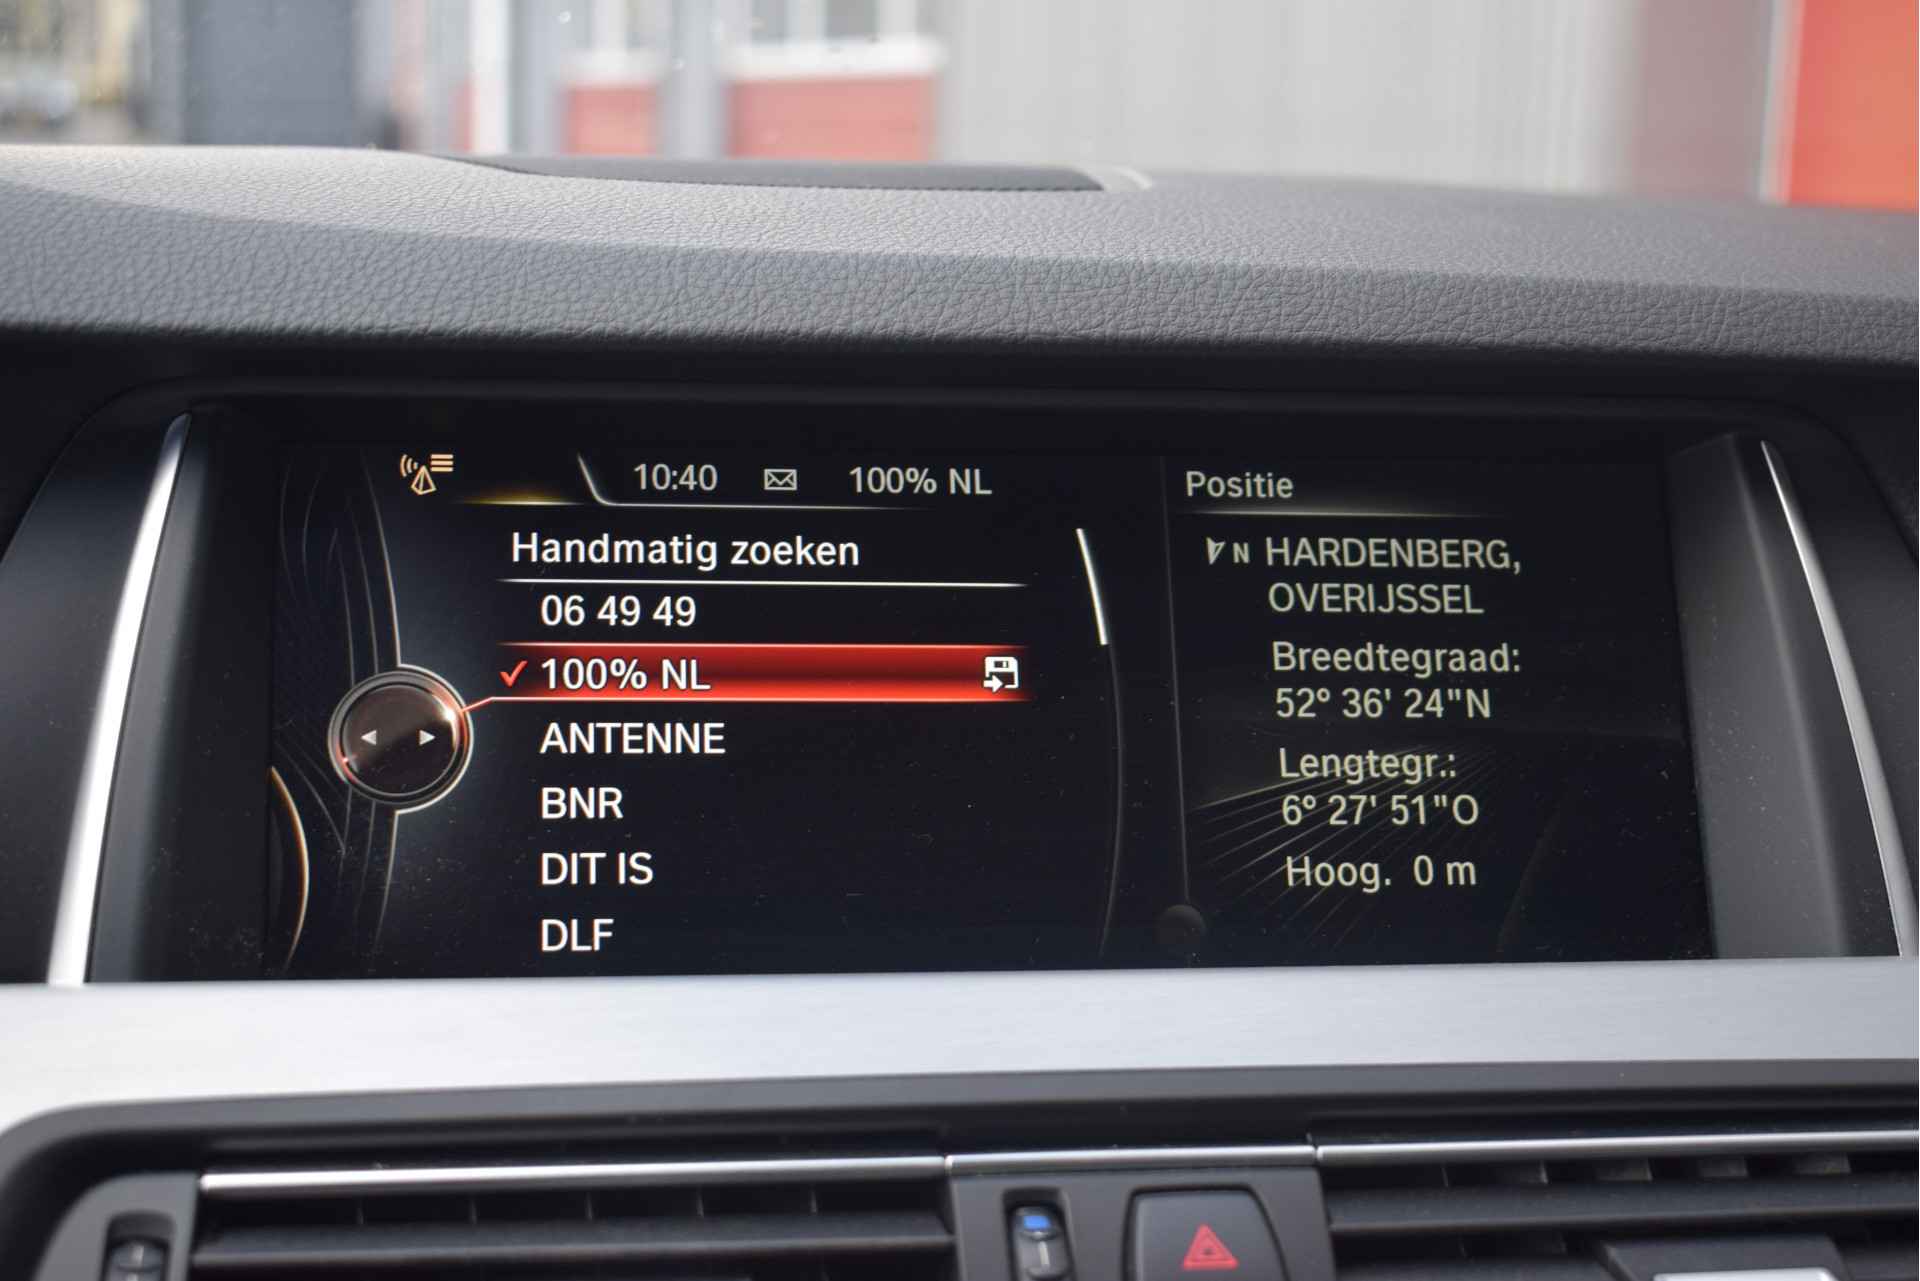 10:40 100% NL
Handmatig zoeken
06 49 49
100% NL
ANTENNE
BNR
DIT IS
DLF
Positie
N HARDENBERG,
OVERIJSSEL
Breedtegraad:
52° 36' 24"N
Lengtegr.:
6° 27' 51"O
Hoog. 0 m